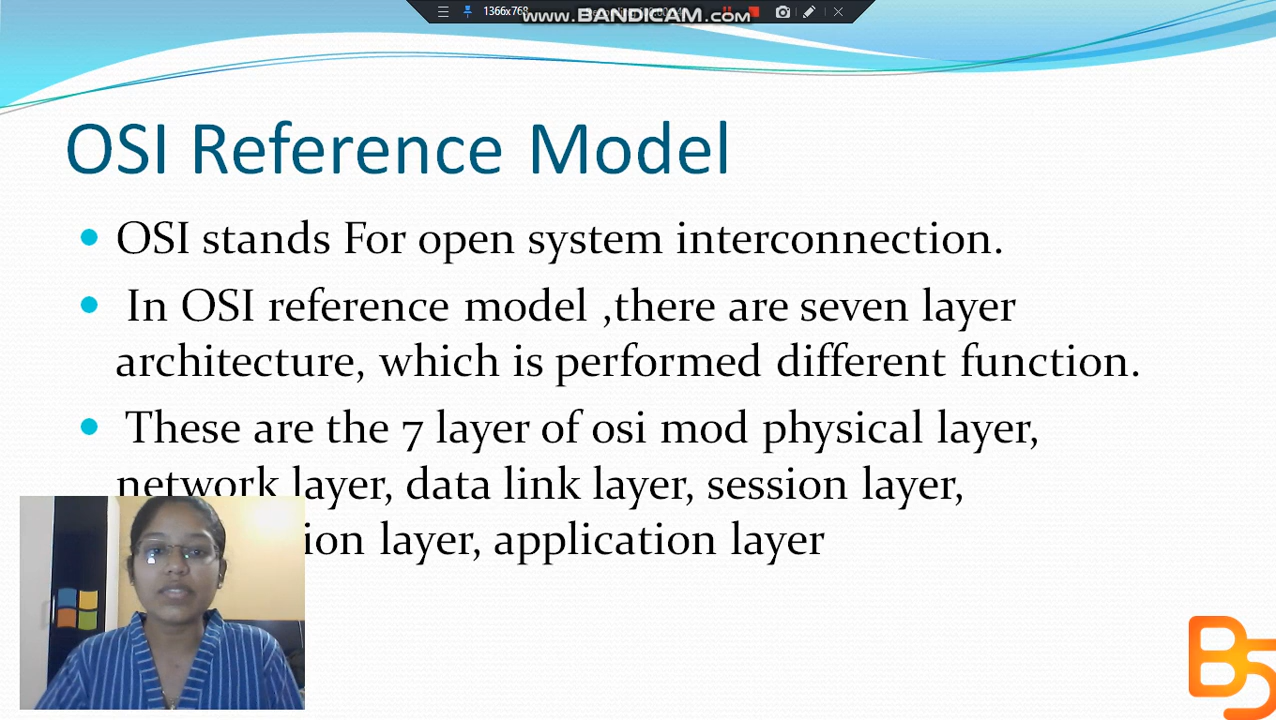 1366x768
www.BANDICAM.com
OSI Reference Model
OSI stands For open system interconnection.
In OSI reference model ,there are seven layer
architecture, which is performed different function.
These are the 7 layer of osi mod physical layer,
network layer, data link layer, session layer,
ion layer, application layer
B5